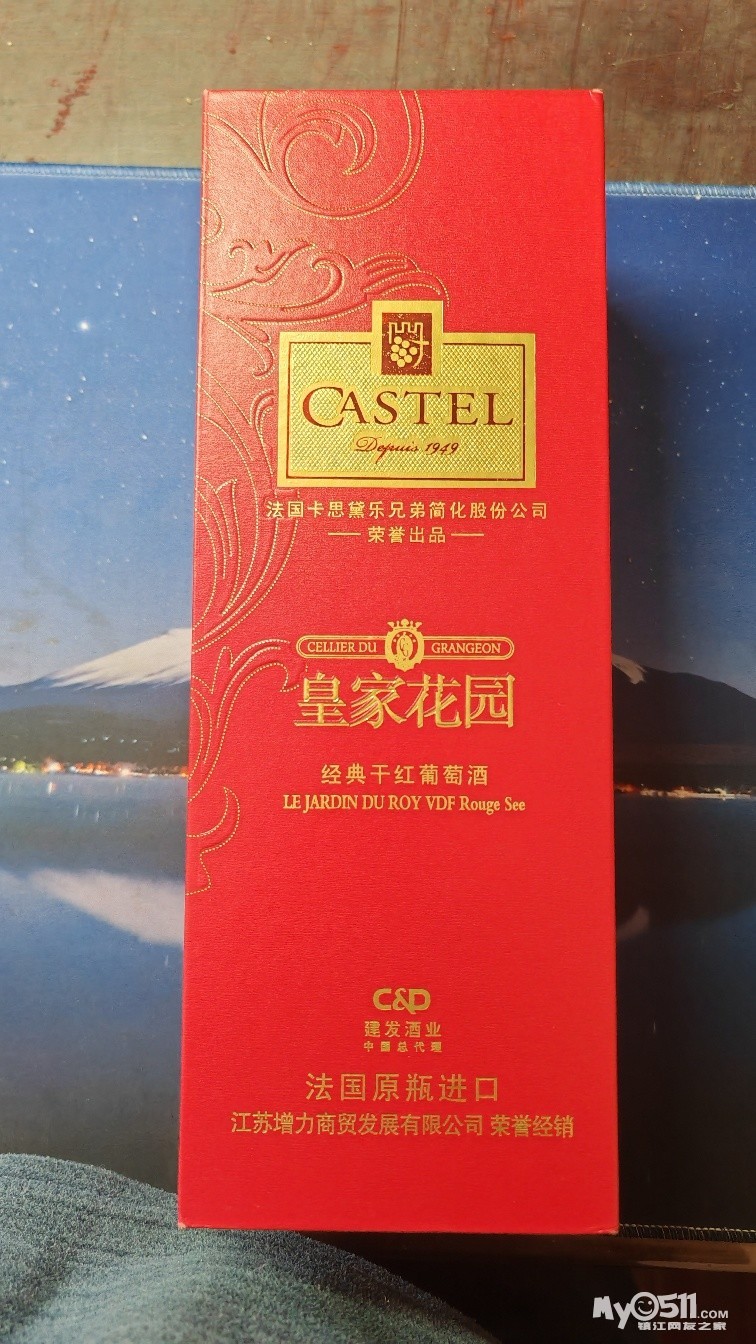 CASTEL
Depuis 1949
法国卡思黛乐兄弟简化股份公司
荣誉出品
CELLIER DU GRANGEON
皇家花园
经典干红葡萄酒
LE JARDIN DU ROY VDF Rouge See
C&D
建发酒业
中国总代理
法国原瓶进口
江苏增力商贸发展有限公司 荣誉经销
My0511.COM
镇江网友之家